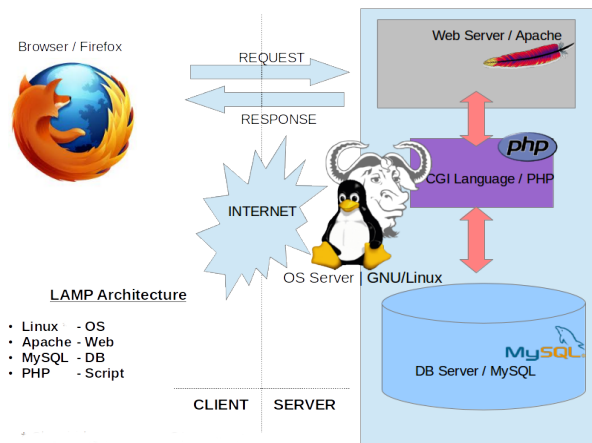 Browser / Firefox
REQUEST
RESPONSE
Web Server / Apache
php
CGI Language / PHP
INTERNET
OS Server | GNU/Linux
LAMP Architecture
• Linux - OS
• Apache - Web
• MySQL - DB
• PHP - Script
MySQL
DB Server / MySQL
CLIENT
SERVER